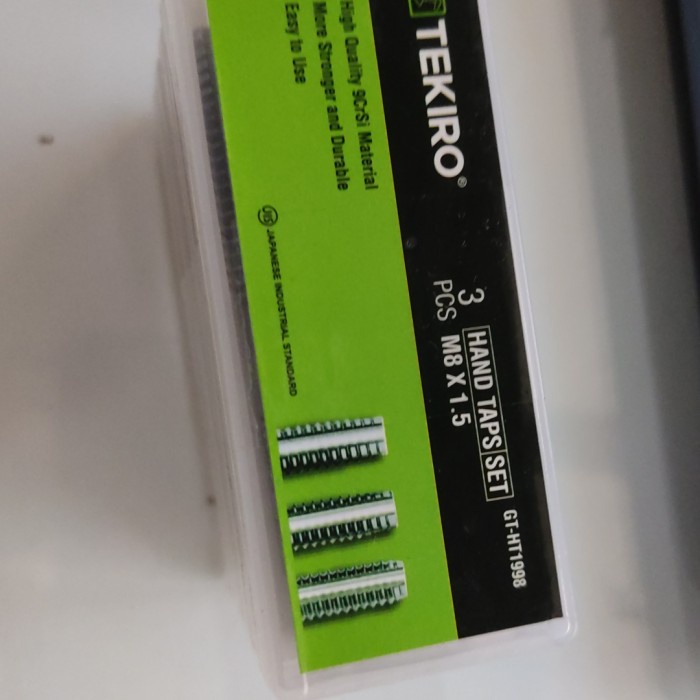 TEKIRO®
High Quality 9CrSi Material
More Stronger and Durable
Easy to Use
JIS JAPANESE INDUSTRIAL STANDARD
3 PCS
HAND TAPS SET
M8 X 1.5
GT-HT1998